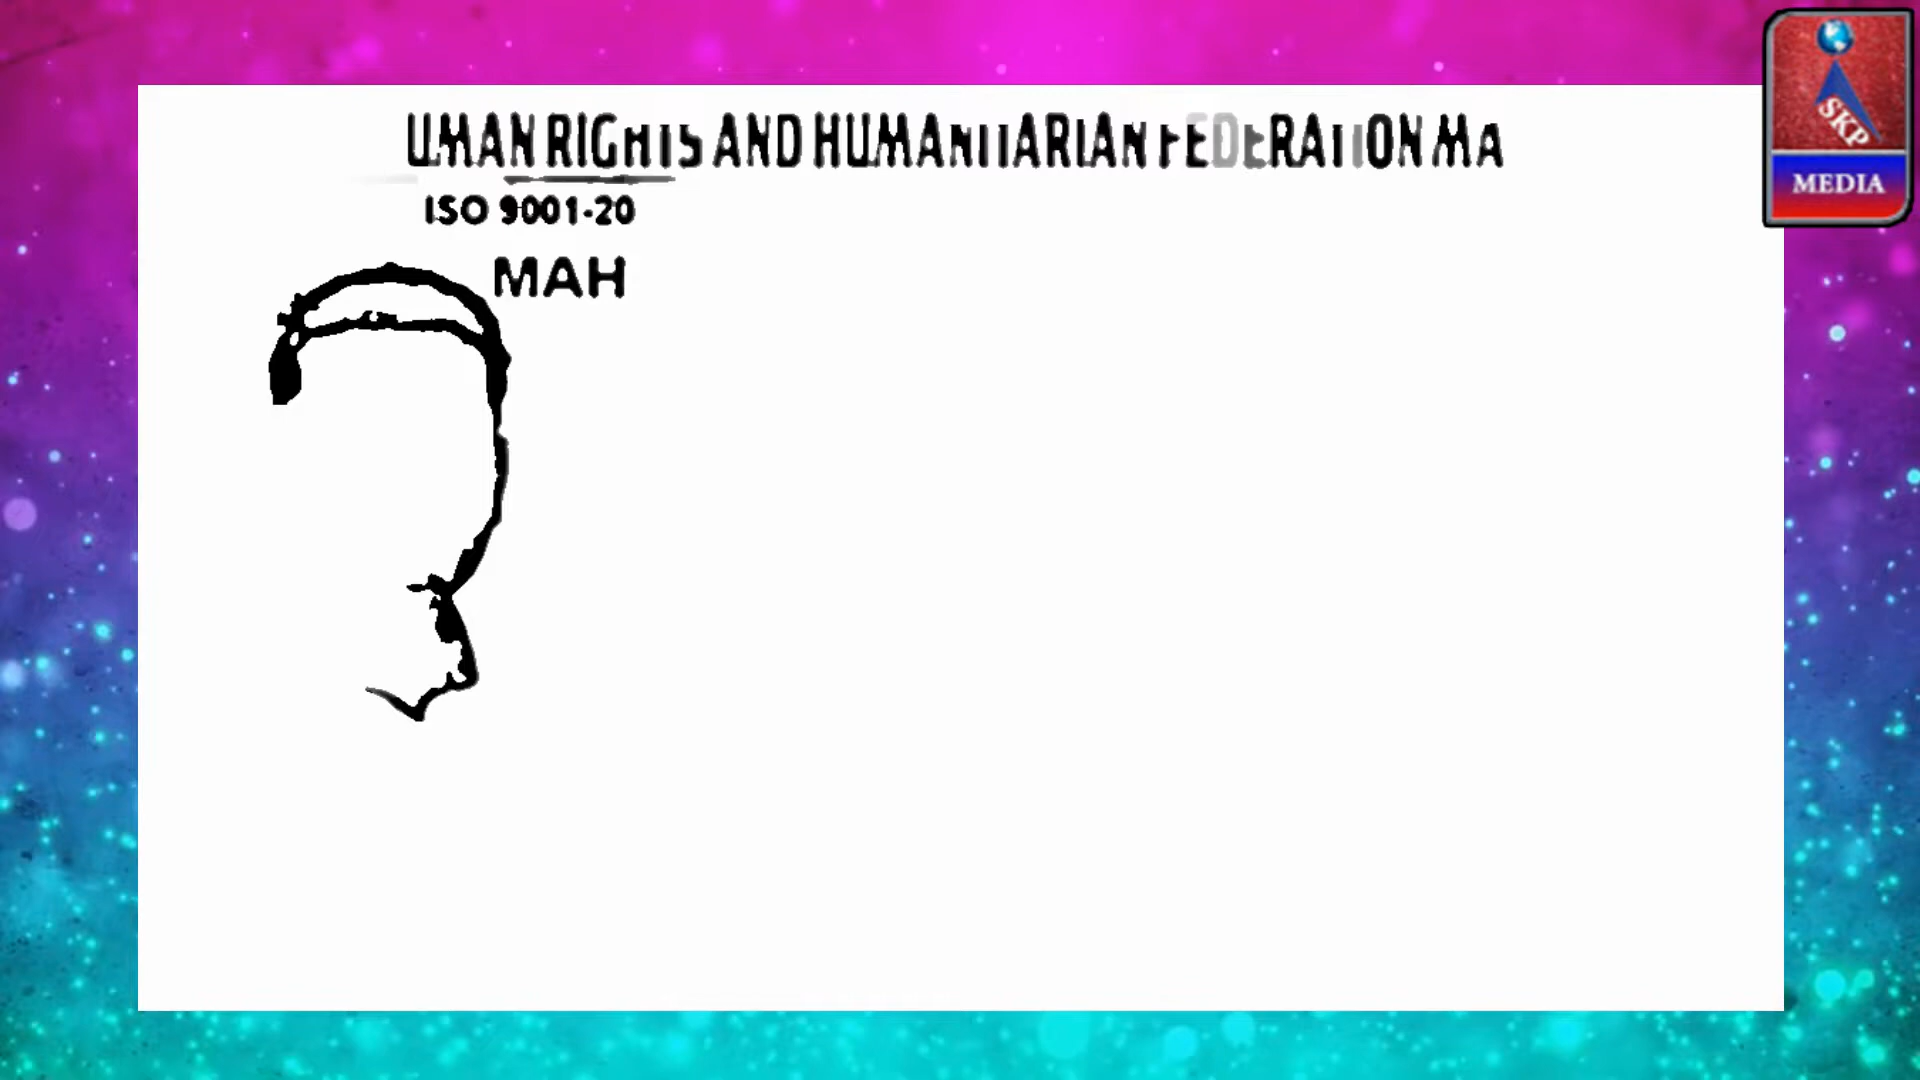 UMAN RIGHTS AND HUMANITARIAN FEDERATION MA
ISO 9001-20
MAH
SKP
MEDIA